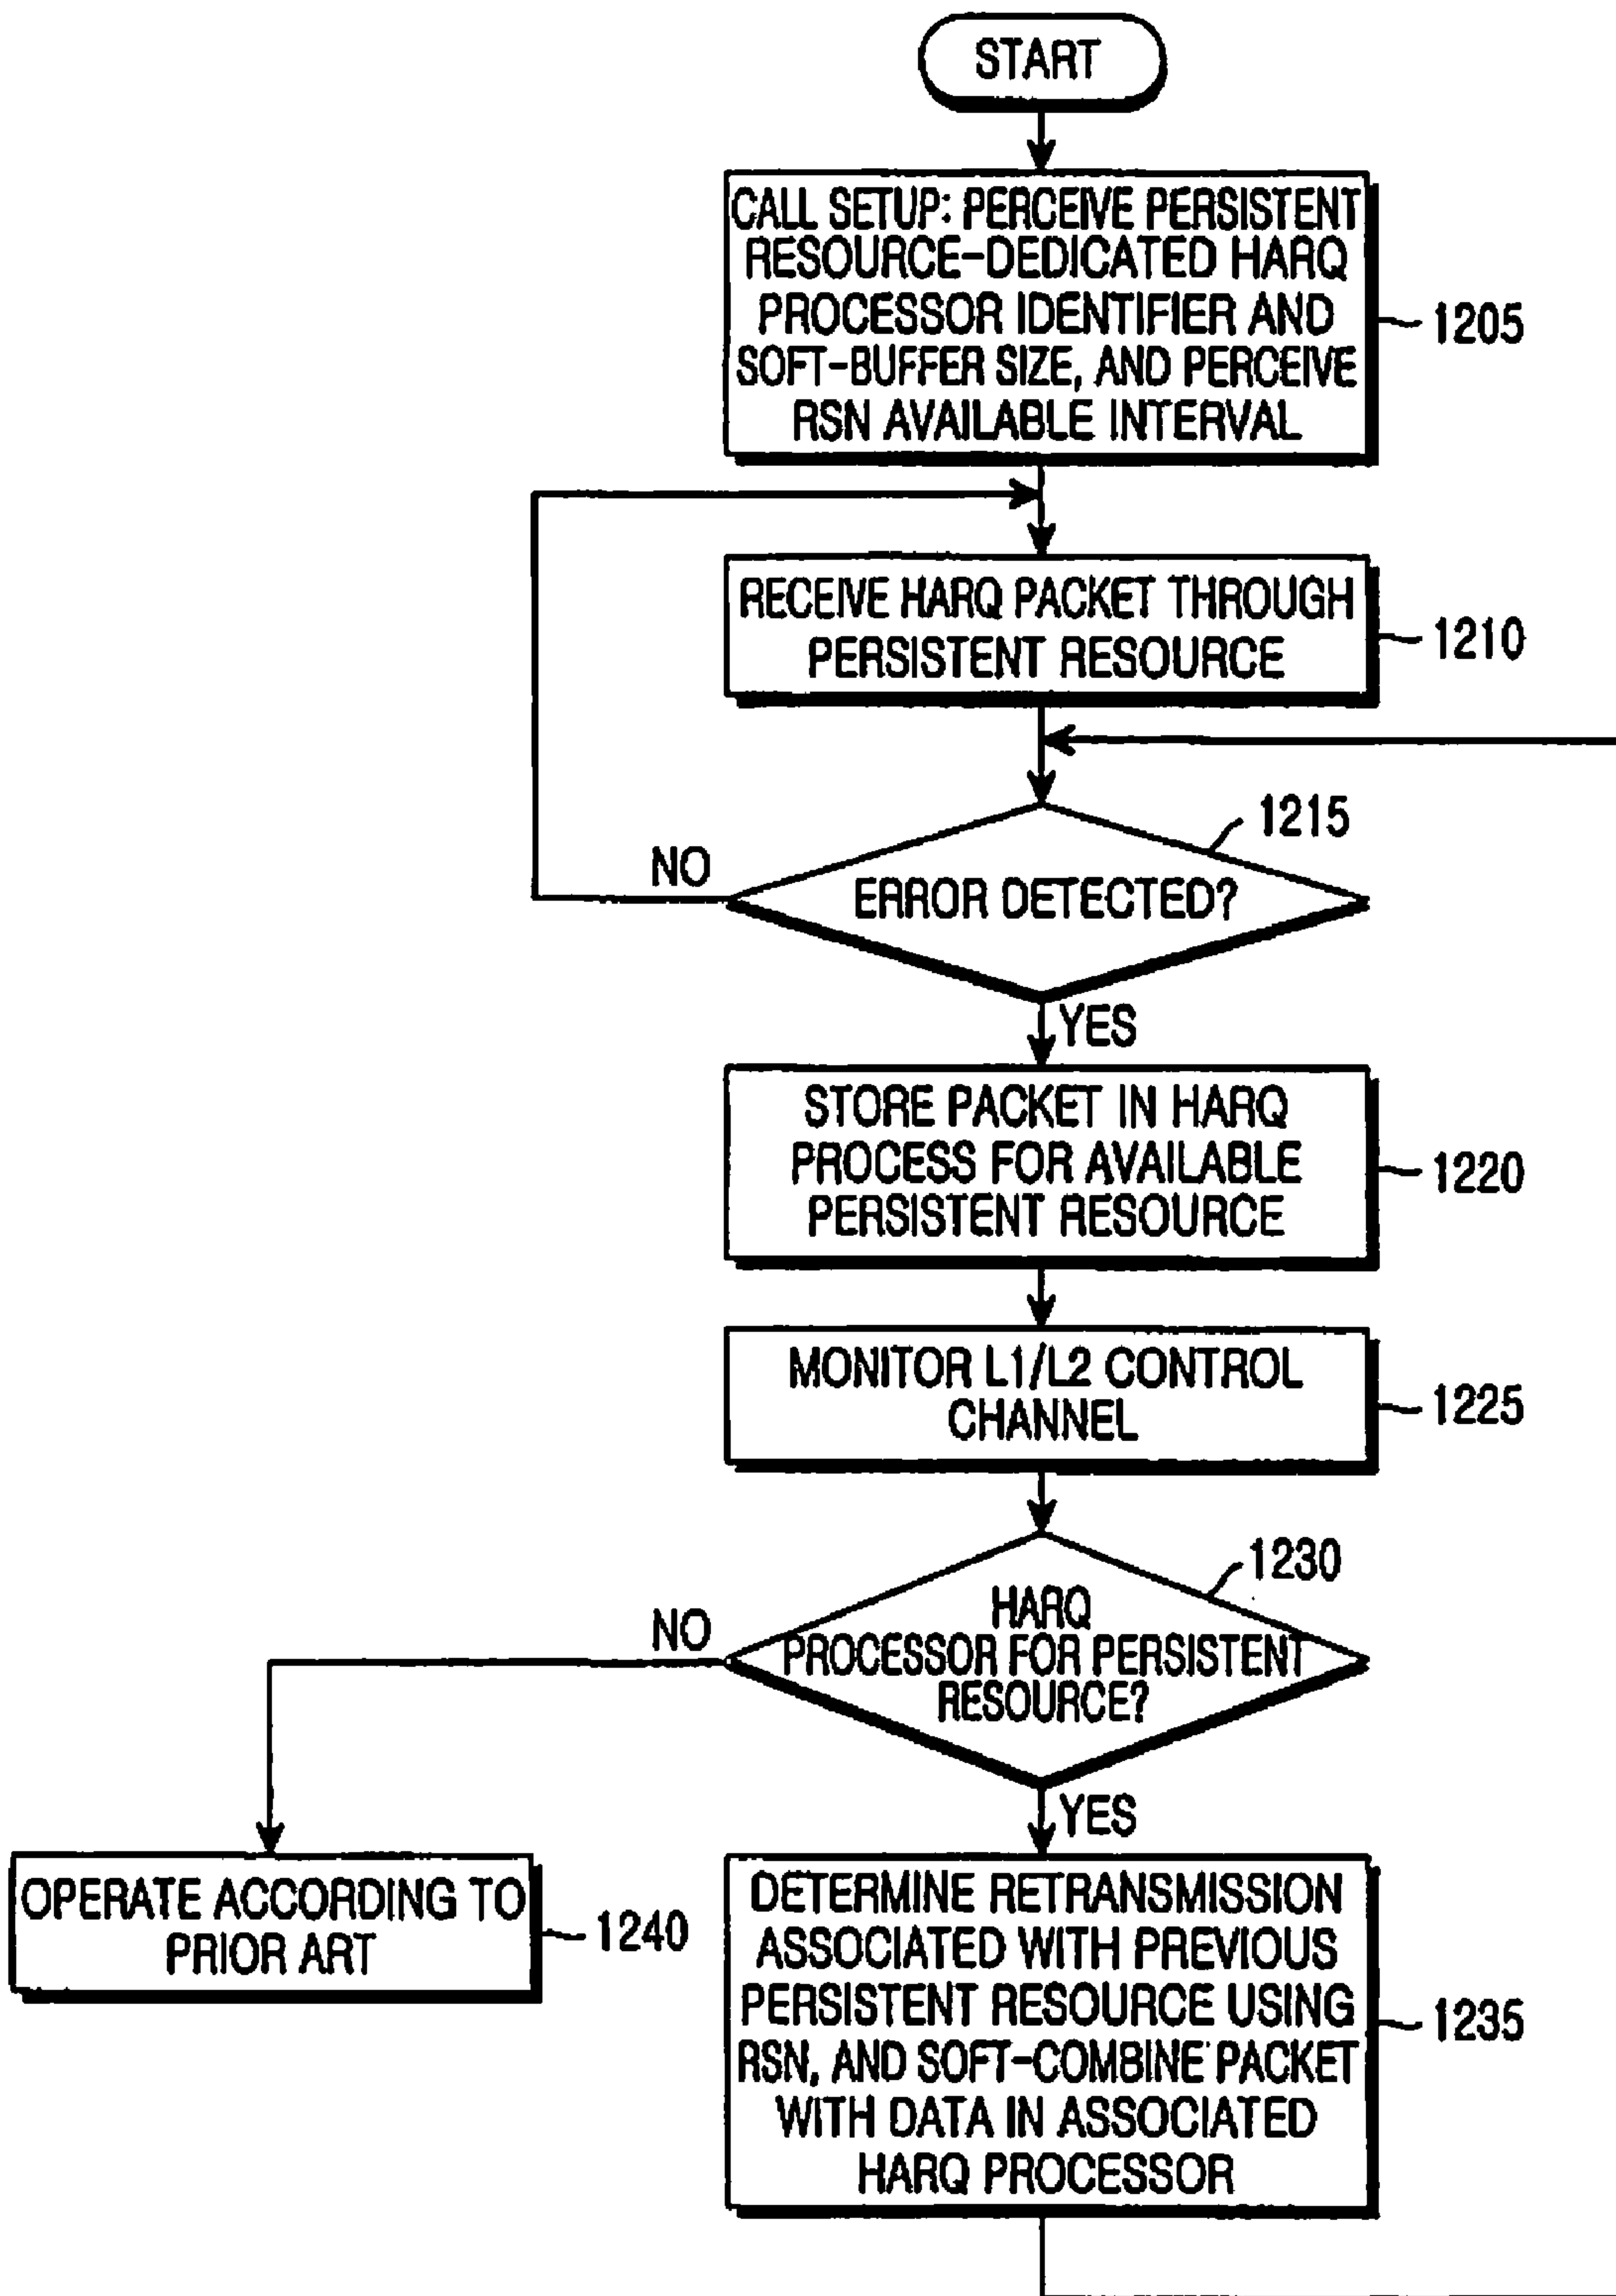 START
CALL SETUP: PERCEIVE PERSISTENT
RESOURCE-DEDICATED HARQ
PROCESSOR IDENTIFIER AND
SOFT-BUFFER SIZE, AND PERCEIVE
RSN AVAILABLE INTERVAL
1205
RECEIVE HARQ PACKET THROUGH
PERSISTENT RESOURCE
1210
1215
NO
ERROR DETECTED?
YES
STORE PACKET IN HARQ
PROCESS FOR AVAILABLE
PERSISTENT RESOURCE
1220
MONITOR L1/L2 CONTROL
CHANNEL
1225
1230
NO
HARQ
PROCESSOR FOR PERSISTENT
RESOURCE?
YES
OPERATE ACCORDING TO
PRIOR ART
1240
DETERMINE RETRANSMISSION
ASSOCIATED WITH PREVIOUS
PERSISTENT RESOURCE USING
RSN, AND SOFT-COMBINE PACKET
WITH DATA IN ASSOCIATED
HARQ PROCESSOR
1235